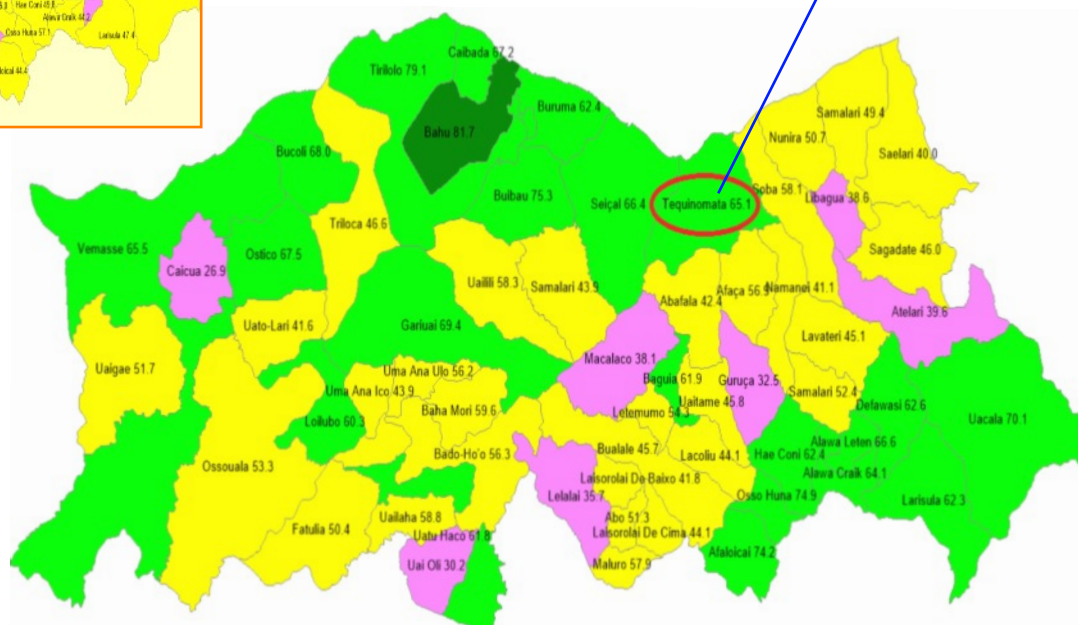 Hae Coni 49.8
Alawa Craik 44.2
Osso Huna 57.1
Larisula 47.4
Caibada 67.2
Tirilolo 79.1
Buruma 62.4
Samalari 49.4
Bahu 81.7
Nunira 50.7
Bucoli 68.0
Saelari 40.0
Buibau 75.3
Soba 58.1
Libagua 38.6
Seiçal 66.4
Tequinomata 65.1
Triloca 46.6
Vemasse 65.5
Ostico 67.5
Sagadate 46.0
Caicua 26.9
Uailili 58.3
Samalari 43.9
Afaça 56.9
Namanei 41.1
Abafala 42.4
Atelari 39.6
Uato-Lari 41.6
Gariuai 69.4
Lavateri 45.1
Macalaco 38.1
Uaigae 51.7
Uma Ana Ulo 56.2
Baguia 61.9
Guruça 32.5
Uma Ana Ico 43.9
Samalari 52.4
Uaitame 45.8
Defawasi 62.6
Baha Mori 59.6
Letemumo 54.3
Uacala 70.1
Loilubo 60.3
Alawa Leten 66.6
Bualale 45.7
Lacoliu 44.1
Hae Coni 62.4
Bado-Ho'o 56.3
Ossouala 53.3
Alawa Craik 64.1
Laisorolai De Baixo 41.8
Lelalai 35.7
Osso Huna 74.9
Larisula 62.3
Uailaha 58.8
Abo 51.3
Fatulia 50.4
Uatu Haco 61.8
Laisorolai De Cima 44.1
Afaloicai 74.2
Uai Oli 30.2
Maluro 57.9